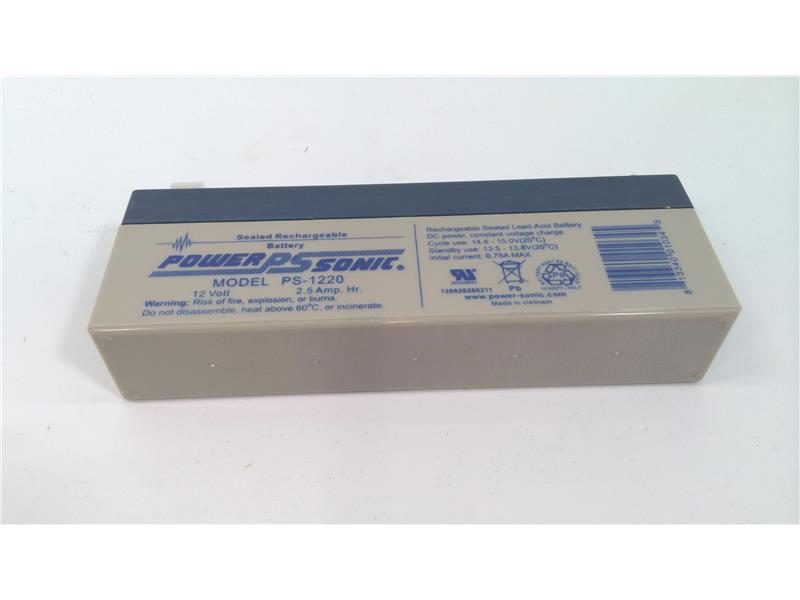 Sealed Rechargeable
Battery
POWER PS SONIC®
MODEL PS-1220
12 Volt 2.5 Amp. Hr.
Warning: Risk of fire, explosion, or burns.
Do not disassemble, heat above 60°C, or incinerate.
Rechargeable Sealed Lead-Acid Battery
DC power, constant voltage charge
Cycle use: 14.4 - 15.0V(20°C)
Standby use: 13.5 - 13.8V(20°C)
Initial current: 0.75A MAX
Pb
120620260211
www.power-sonic.com
Made in vietnam